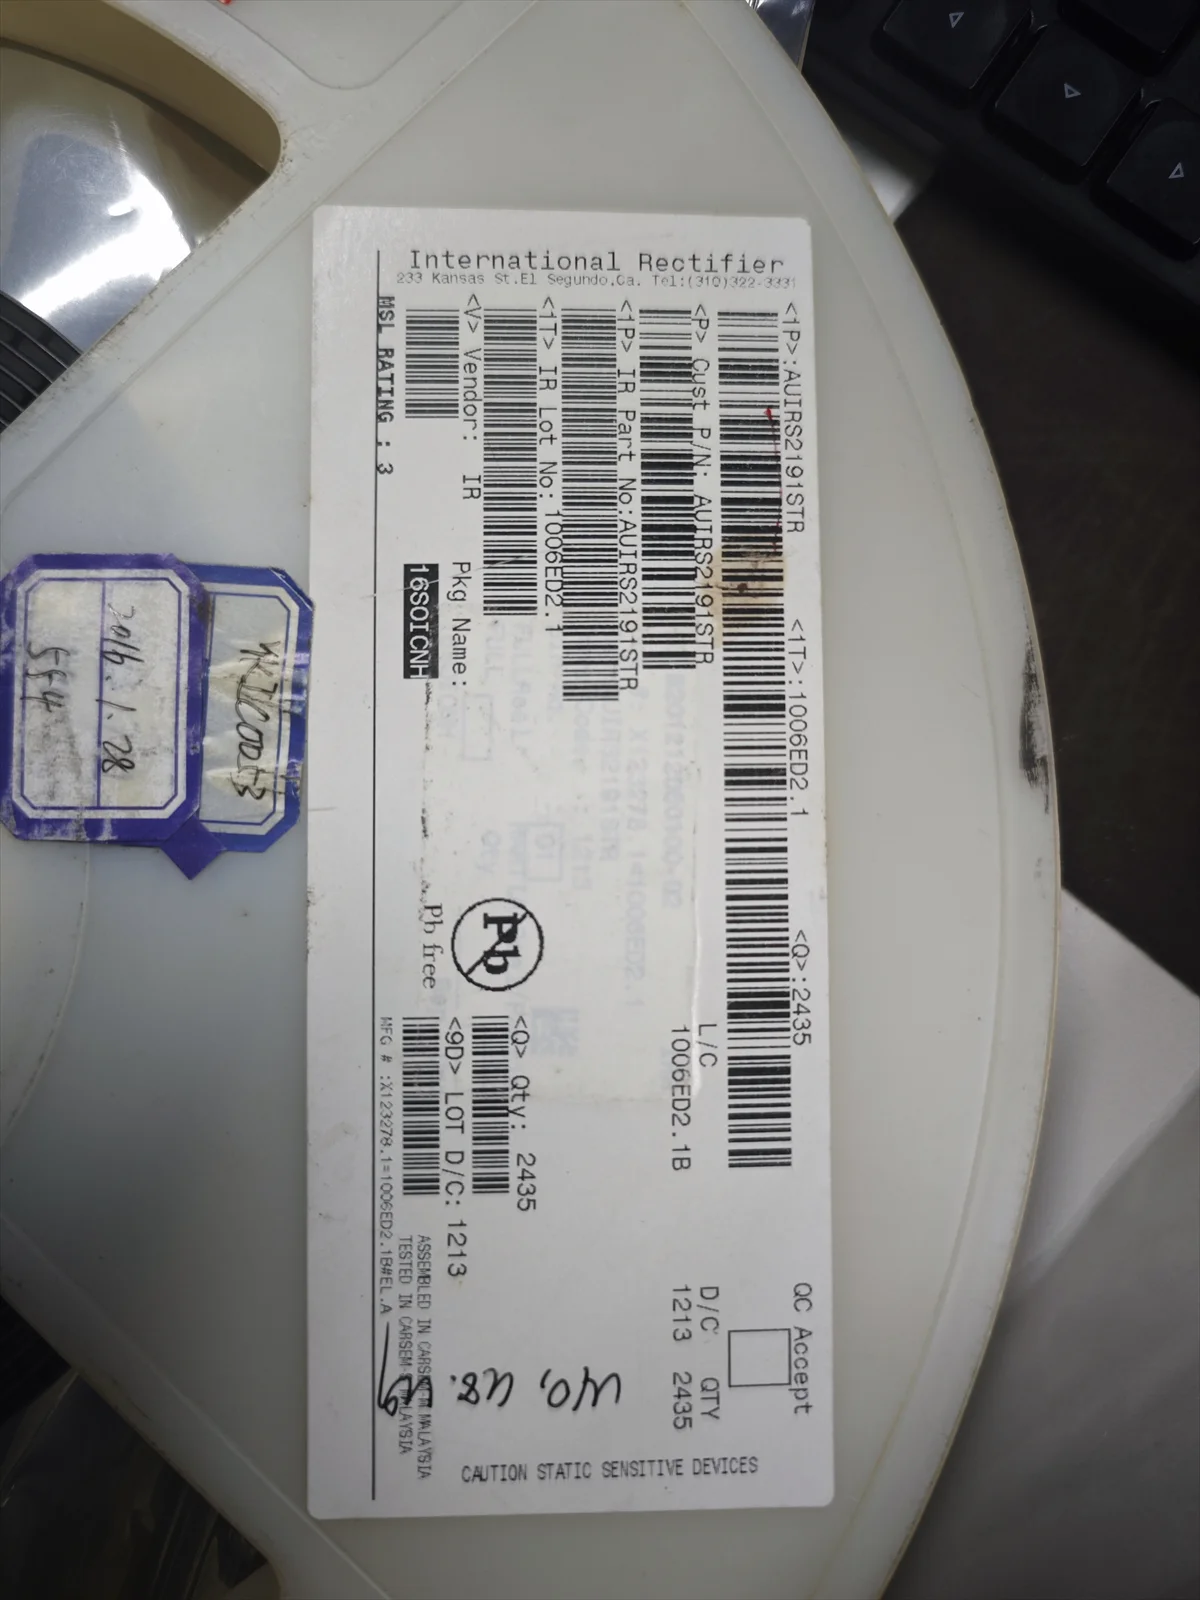 International Rectifier
233 Kansas St.El Segundo,Ca. Tel:(310)322-3331
<1P>:AUIRS2191STR <1T>:1006ED2.1 <Q>:2435 QC Accept
<P> Cust P/N: AUIRS2191STR
L/C D/C QTY
1006ED2.1B 1213 2435
<1P> IR Part No:AUIRS2191STR
<1T> IR Lot No: 1006ED2.1
<Q> Qty: 2435
<V> Vendor: IR
Pkg Name:
16SOICNH
Pb
Pb free
<9D> LOT D/C: 1213
ASSEMBLED IN CARSEM-M MALAYSIA
TESTED IN CARSEM-S MALAYSIA
MSL RATING : 3
MFG # :X123278.1=1006ED2.1B#EL.A
CAUTION STATIC SENSITIVE DEVICES
2016.1.28
554